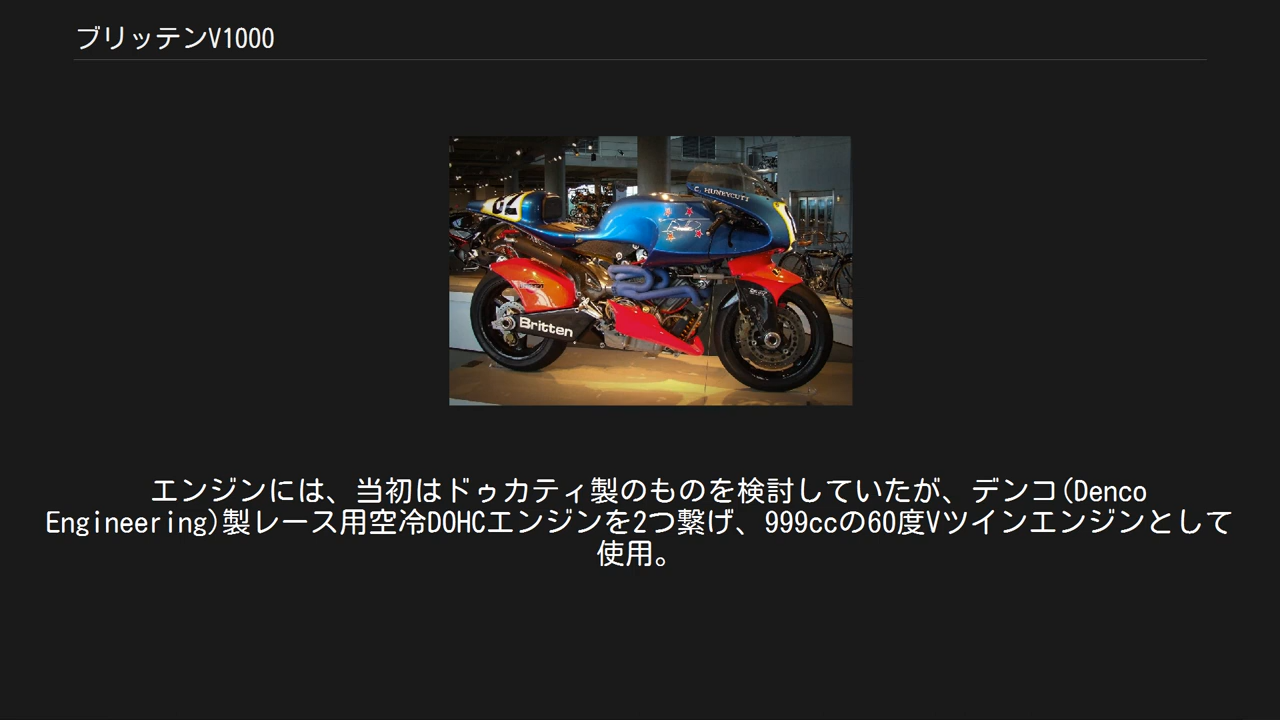 ブリッテンV1000
C. HUNEYCUTT
Britten
エンジンには、当初はドゥカティ製のものを検討していたが、デンコ(Denco
Engineering)製レース用空冷DOHCエンジンを2つ繋げ、999ccの60度Vツインエンジンとして
使用。